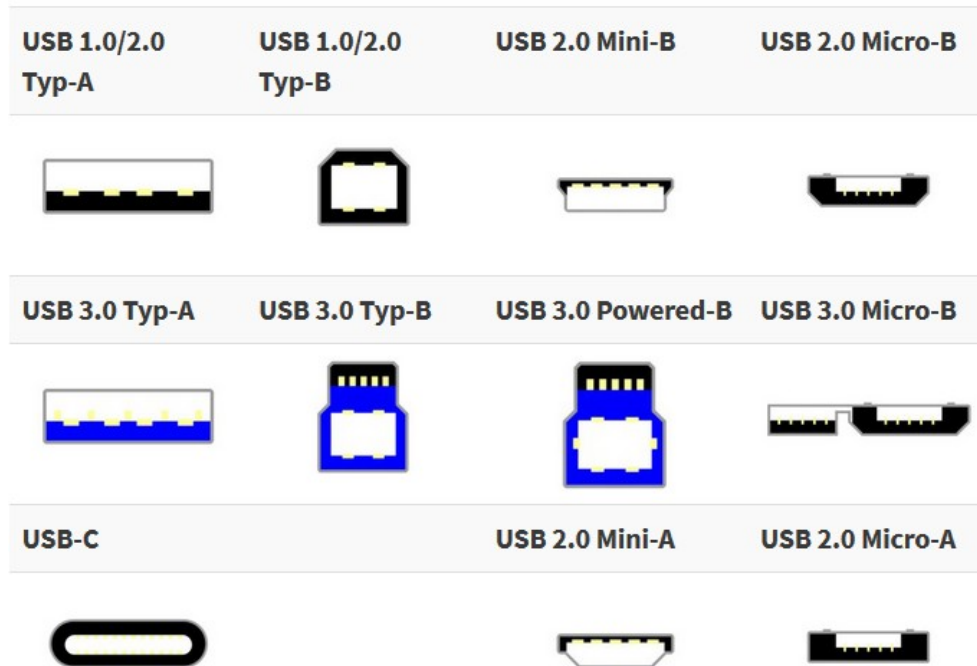 USB 1.0/2.0 Typ-A
USB 1.0/2.0 Typ-B
USB 2.0 Mini-B
USB 2.0 Micro-B
USB 3.0 Typ-A
USB 3.0 Typ-B
USB 3.0 Powered-B
USB 3.0 Micro-B
USB-C
USB 2.0 Mini-A
USB 2.0 Micro-A